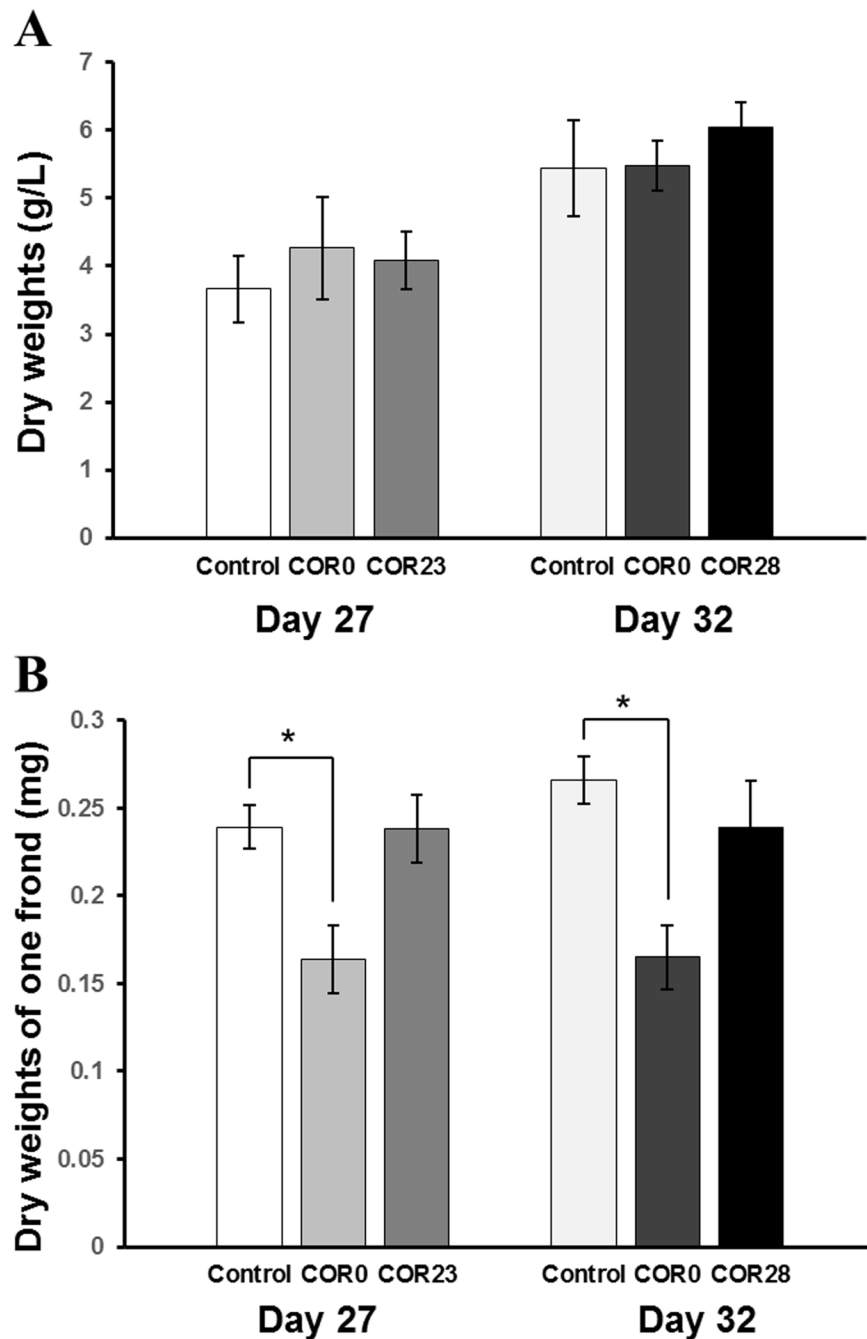 A
Dry weights (g/L)
7
6
5
4
3
2
1
0
Control COR0 COR23 Control COR0 COR28
Day 27 Day 32
B
Dry weights of one frond (mg)
0.3
0.25
0.2
0.15
0.1
0.05
0
* *
Control COR0 COR23 Control COR0 COR28
Day 27 Day 32